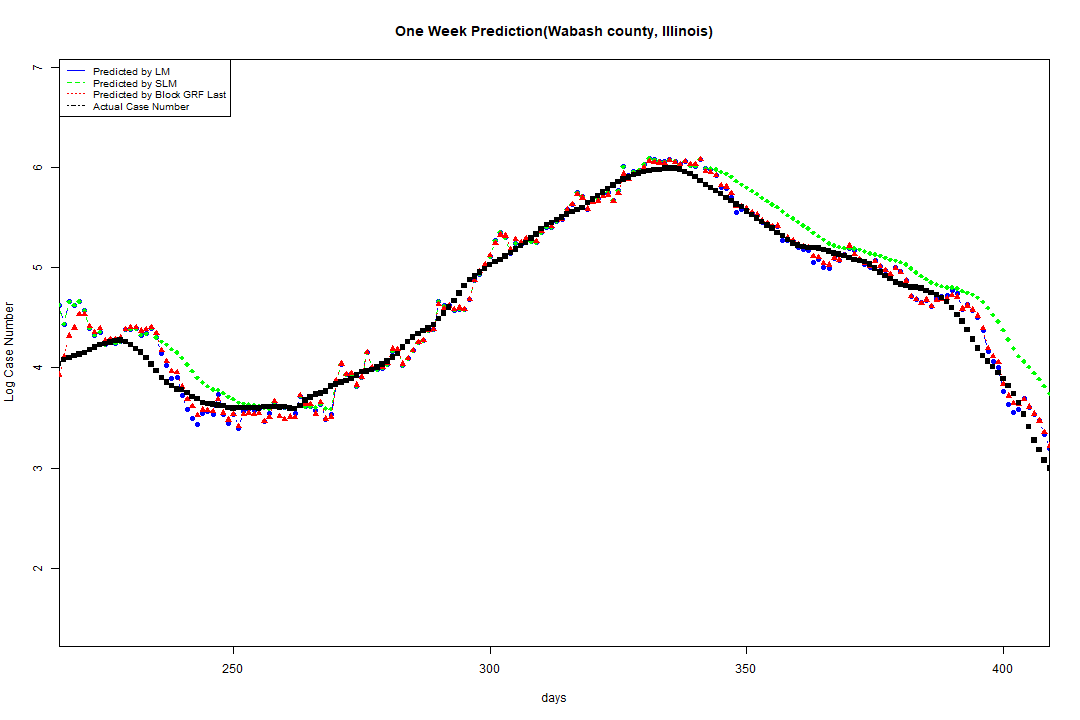 One Week Prediction(Wabash county, Illinois)
Predicted by LM
Predicted by SLM
Predicted by Block GRF Last
Actual Case Number
7
6
5
4
3
2
Log Case Number
250 300 350 400
days